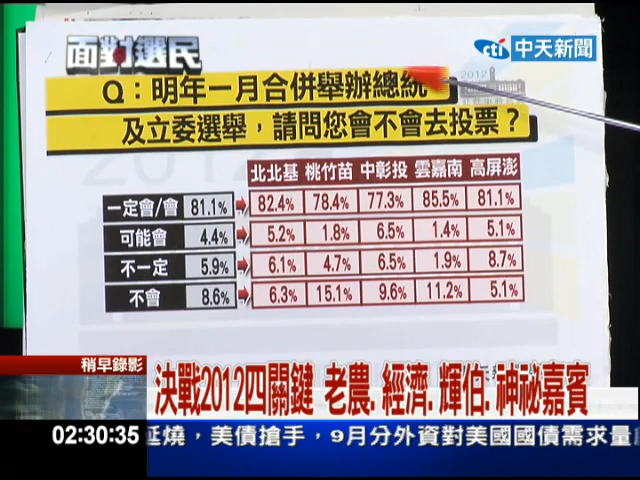 面對選民
cti 中天新聞
2012
Q：明年一月合併舉辦總統
及立委選舉，請問您會不會去投票？
北北基 桃竹苗 中彰投 雲嘉南 高屏澎
一定會/會 81.1% 82.4% 78.4% 77.3% 85.5% 81.1%
可能會 4.4% 5.2% 1.8% 6.5% 1.4% 5.1%
不一定 5.9% 6.1% 4.7% 6.5% 1.9% 8.7%
不會 8.6% 6.3% 15.1% 9.6% 11.2% 5.1%
稍早錄影
決戰2012四關鍵 老農.經濟.輝伯.神祕嘉賓
02:30:35 延燒，美債搶手，9月分外資對美國國債需求量